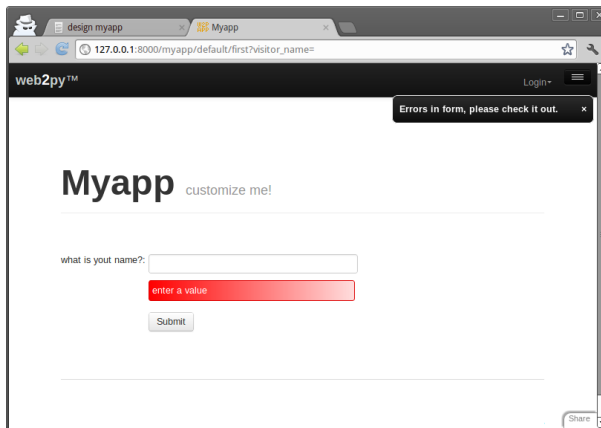 design myapp
Myapp
127.0.0.1:8000/myapp/default/first?visitor_name=
web2py™
Login
Errors in form, please check it out. ×
Myapp customize me!
what is yout name?:
enter a value
Submit
Share